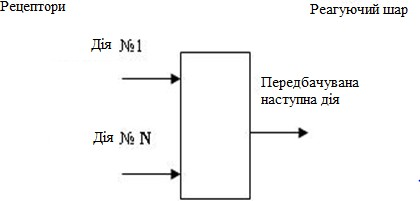 Рецептори
Реагуючий шар
Дія №1
Передбачувана
наступна дія
Дія № N